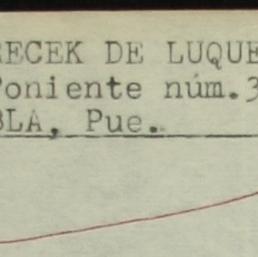 RECEK DE LUQUE
Poniente núm.3
BLA, Pue.